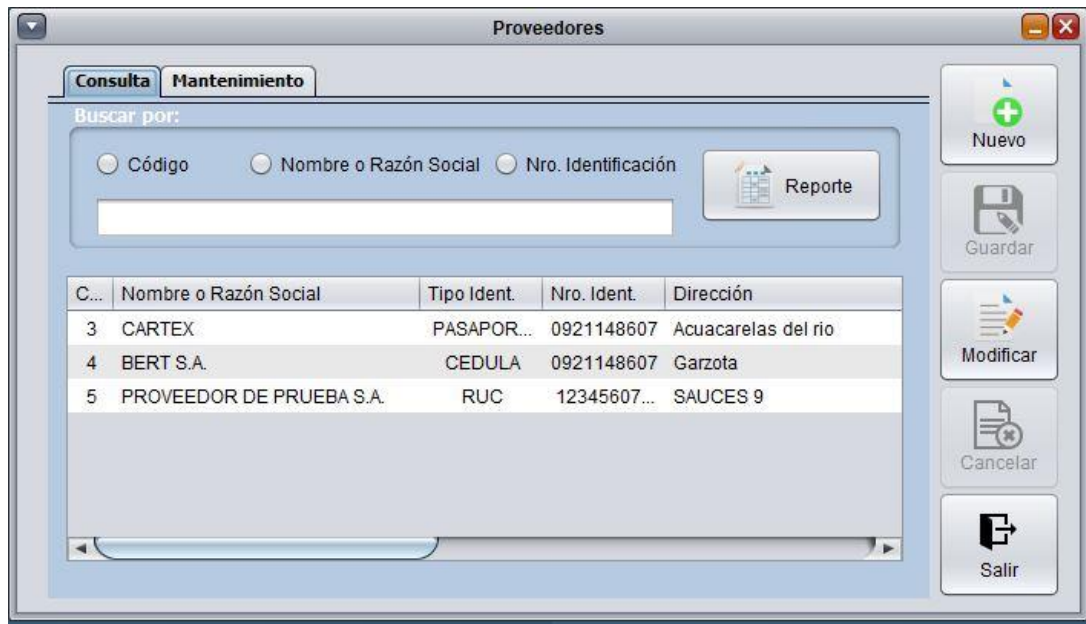 Proveedores
Consulta Mantenimiento
Buscar por:
Código Nombre o Razón Social Nro. Identificación
Reporte
C... Nombre o Razón Social Tipo Ident. Nro. Ident. Dirección
3 CARTEX PASAPOR... 0921148607 Acuacarelas del rio
4 BERT S.A. CEDULA 0921148607 Garzota
5 PROVEEDOR DE PRUEBA S.A. RUC 12345607... SAUCES 9
Nuevo
Guardar
Modificar
Cancelar
Salir